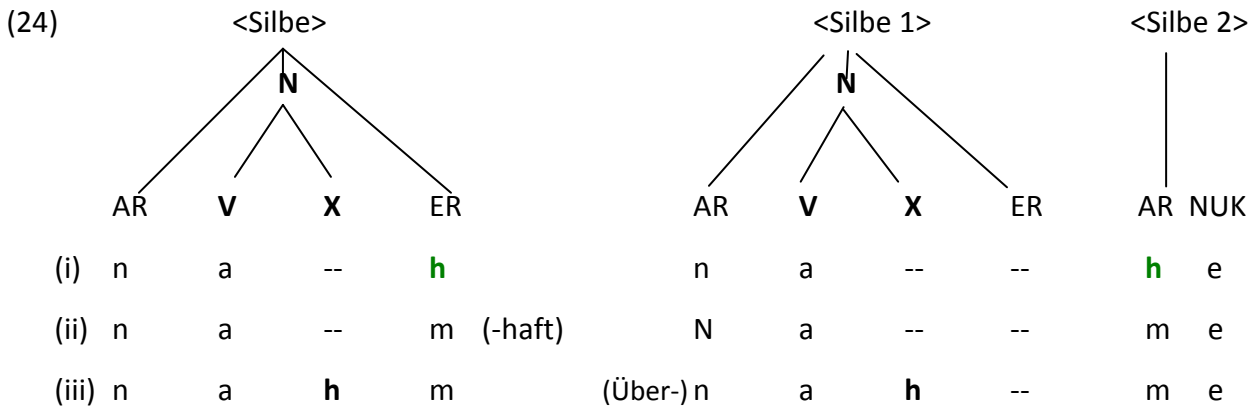 (24) <Silbe> <Silbe 1> <Silbe 2>
N N
AR V X ER AR V X ER AR NUK
(i) n a -- h n a -- -- h e
(ii) n a -- m (-haft) N a -- -- m e
(iii) n a h m (Über-) n a h -- m e